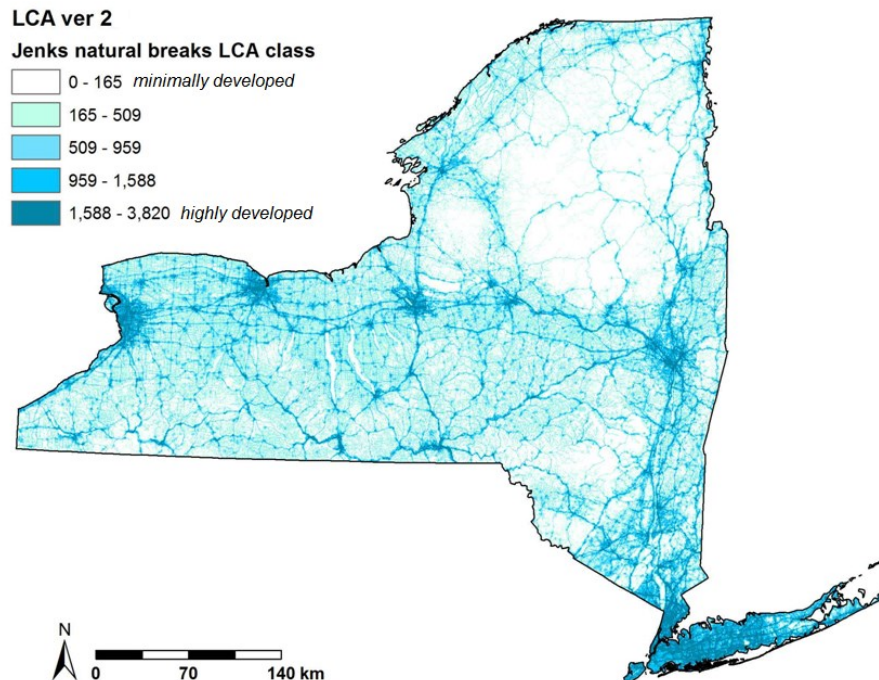 LCA ver 2
Jenks natural breaks LCA class
0 - 165 minimally developed
165 - 509
509 - 959
959 - 1,588
1,588 - 3,820 highly developed
N
0 70 140 km